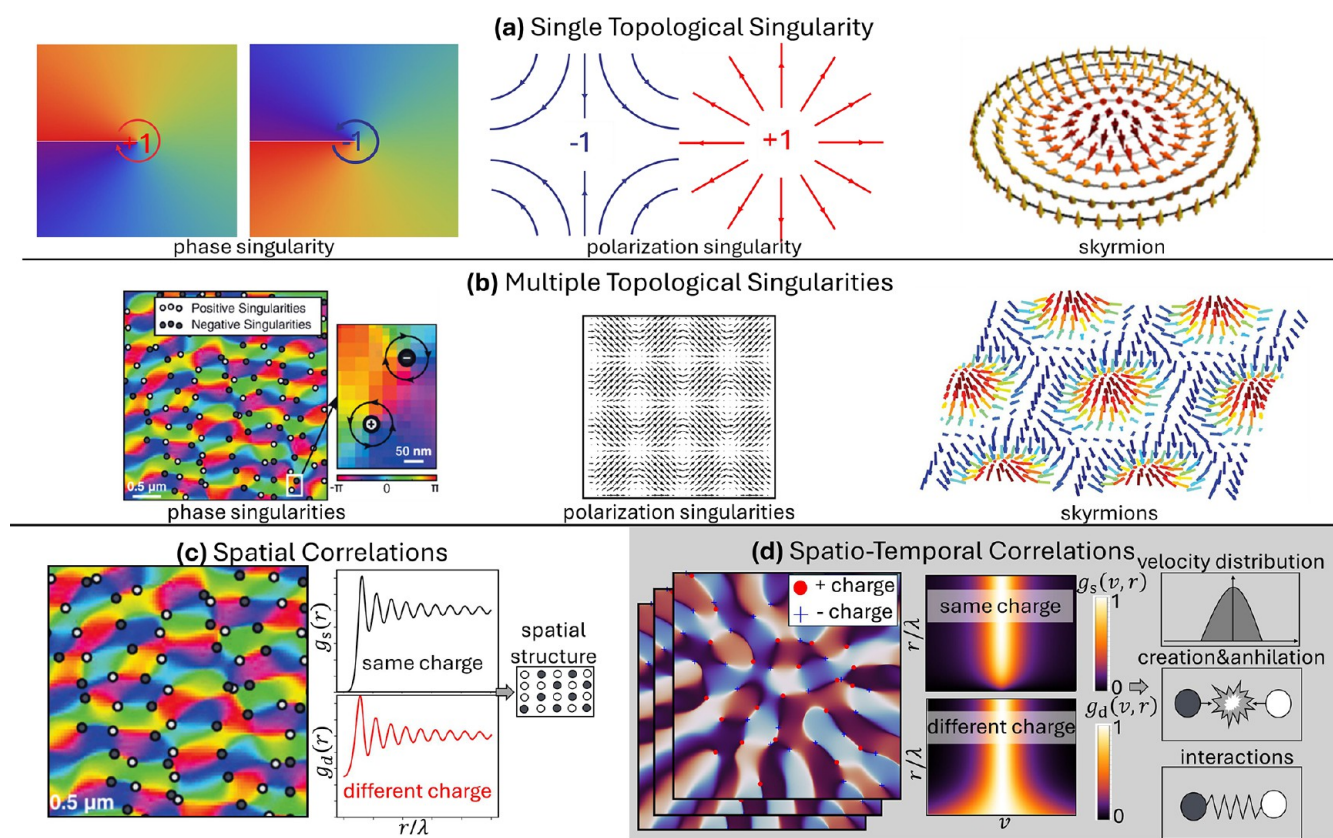 (a) Single Topological Singularity
+1
-1
-1
+1
phase singularity
polarization singularity
skyrmion
(b) Multiple Topological Singularities
Positive Singularities
Negative Singularities
0.5 µm
−
+
50 nm
-π 0 π
phase singularities
polarization singularities
skyrmions
(c) Spatial Correlations
0.5 µm
gₛ(r)
same charge
g_d(r)
different charge
r/λ
spatial
structure
(d) Spatio-Temporal Correlations
+ charge
- charge
r/λ
same charge
gₛ(v, r)
1
0
r/λ
different charge
g_d(v, r)
1
0
v
velocity distribution
creation&anhilation
interactions